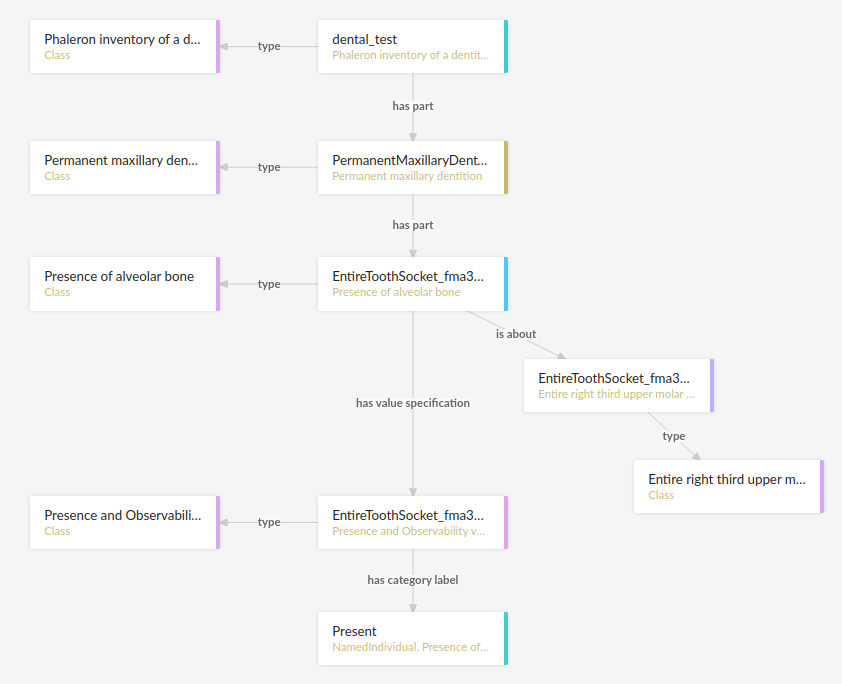 Phaleron inventory of a d...
Class
type
dental_test
Phaleron inventory of a dentit...
has part
Permanent maxillary den...
Class
type
PermanentMaxillaryDent...
Permanent maxillary dentition
has part
Presence of alveolar bone
Class
type
EntireToothSocket_fma3...
Presence of alveolar bone
is about
EntireToothSocket_fma3...
Entire right third upper molar ...
has value specification
type
Entire right third upper m...
Class
Presence and Observabili...
Class
type
EntireToothSocket_fma3...
Presence and Observability v...
has category label
Present
NamedIndividual, Presence of...